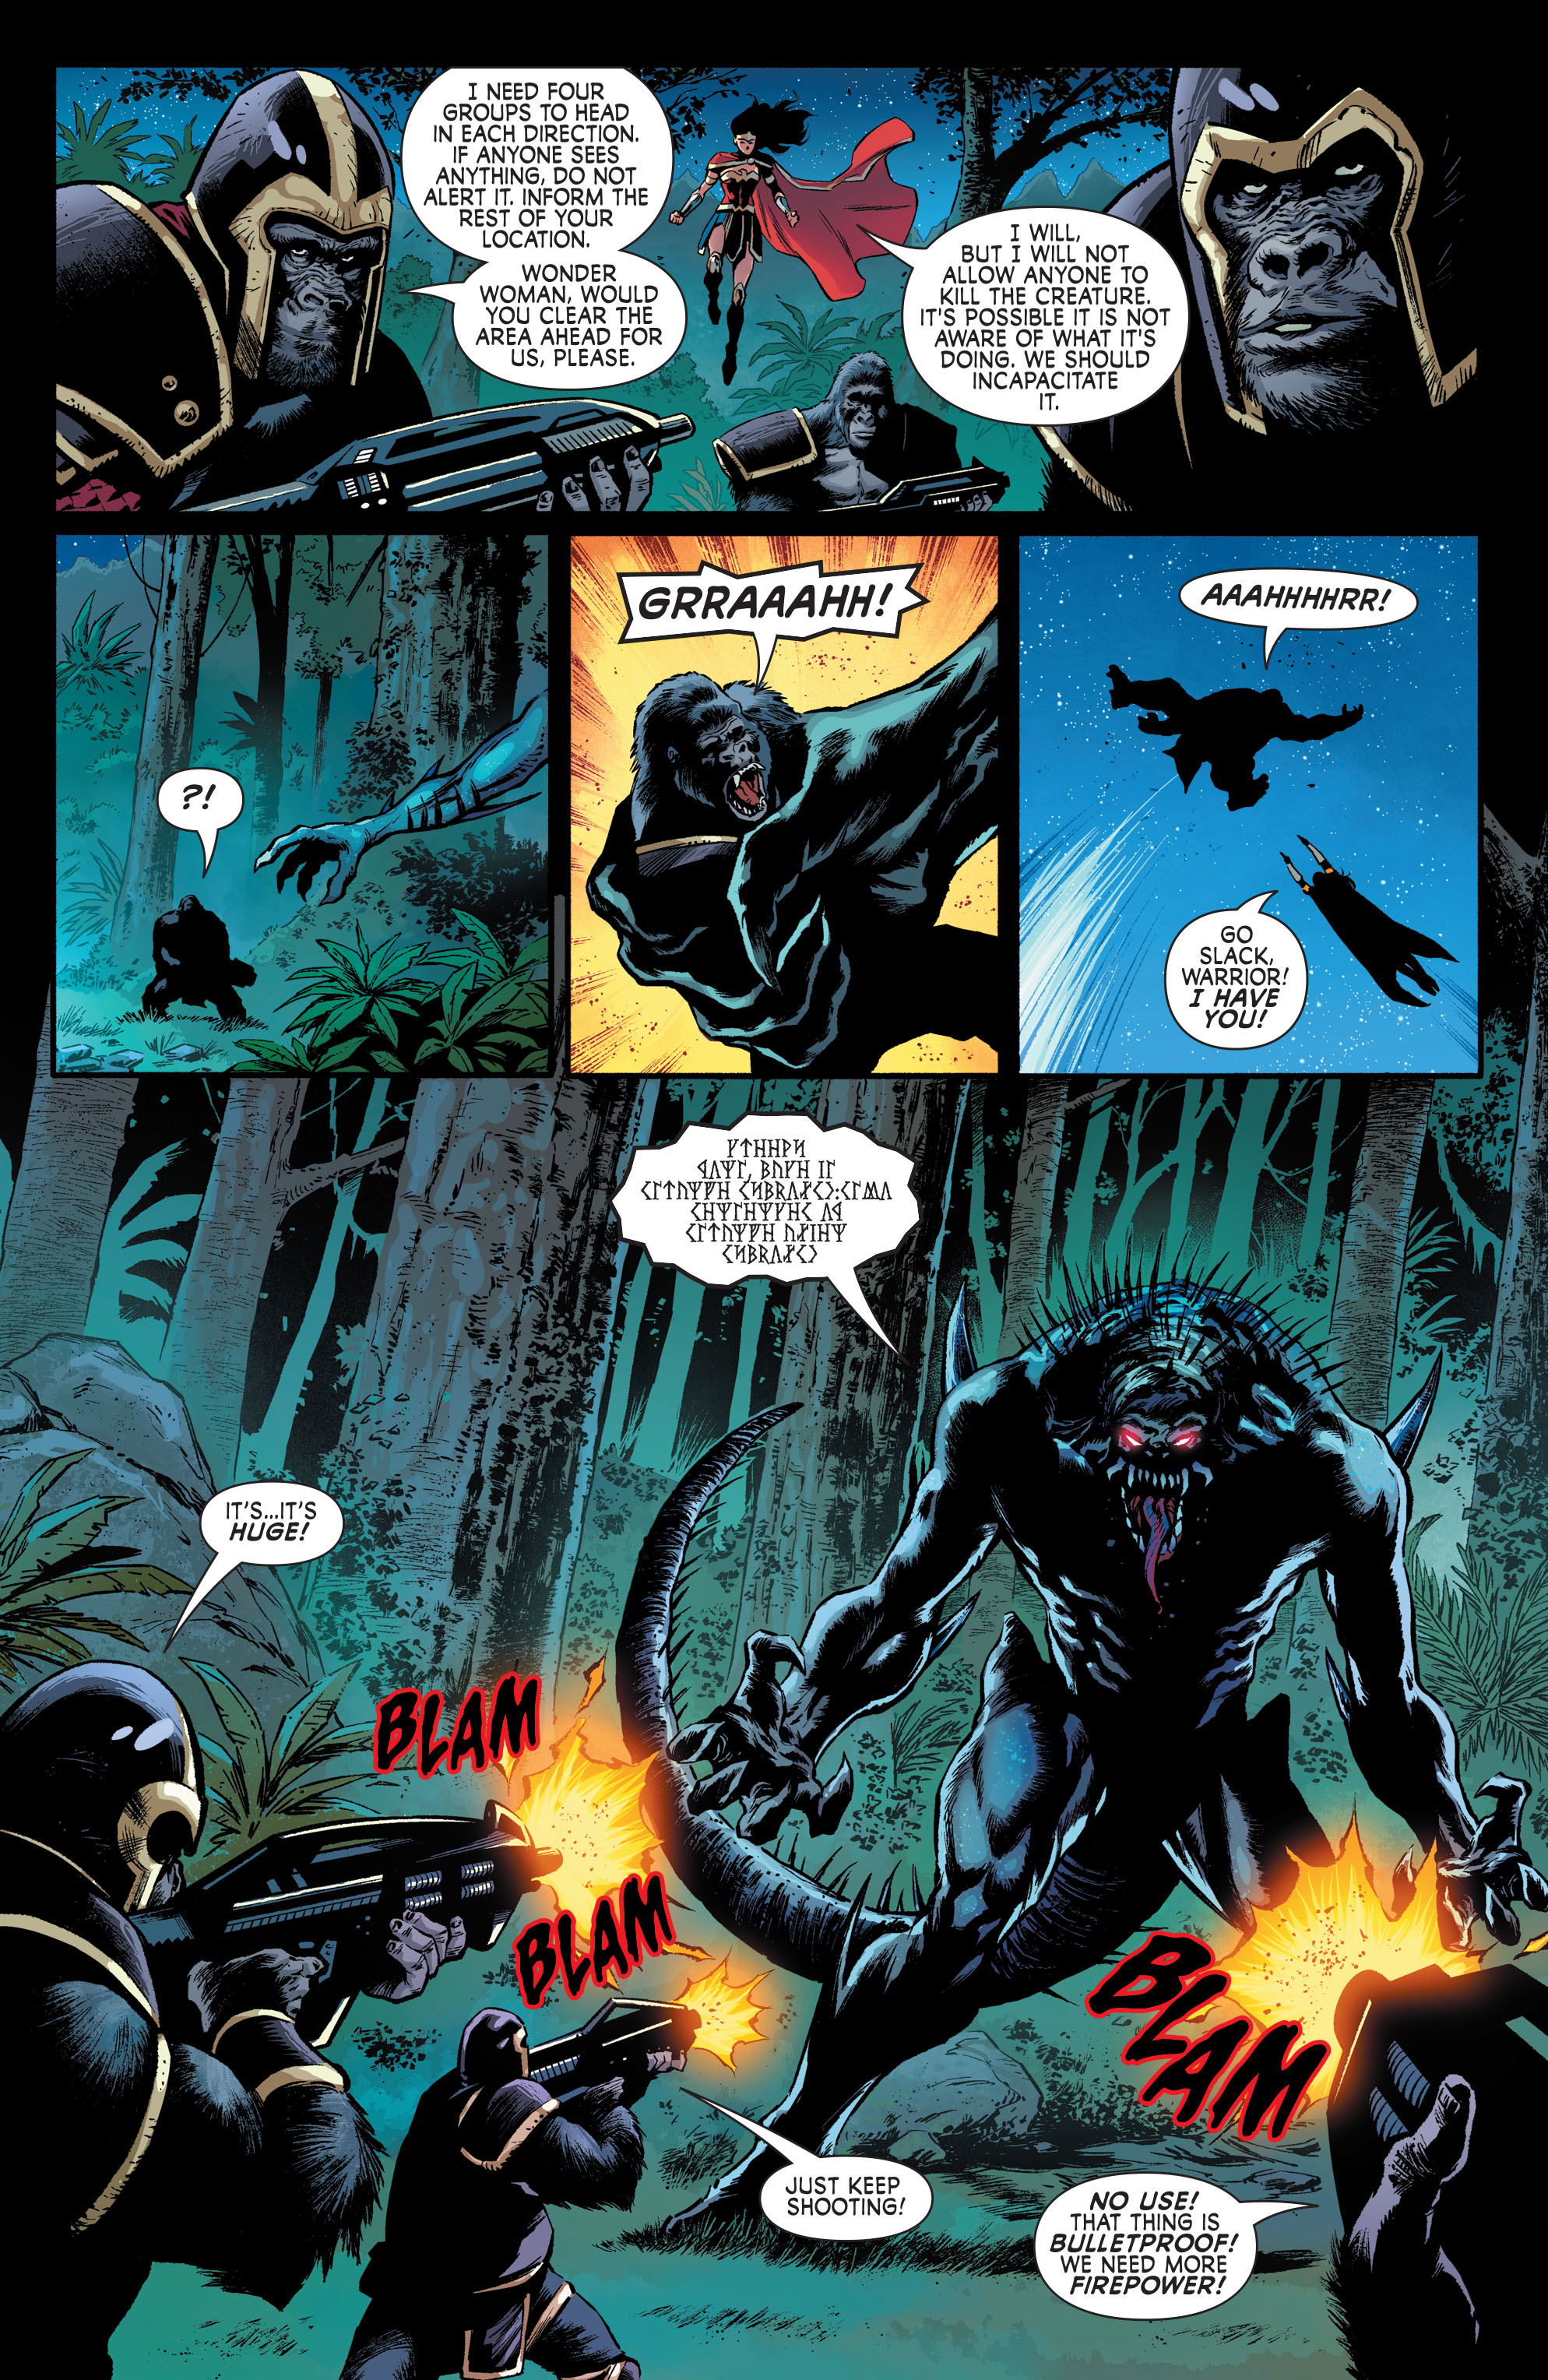 I NEED FOUR
GROUPS TO HEAD
IN EACH DIRECTION.
IF ANYONE SEES
ANYTHING, DO NOT
ALERT IT. INFORM THE
REST OF YOUR
LOCATION.
WONDER
WOMAN, WOULD
YOU CLEAR THE
AREA AHEAD FOR
US, PLEASE.
I WILL,
BUT I WILL NOT
ALLOW ANYONE TO
KILL THE CREATURE.
IT'S POSSIBLE IT IS NOT
AWARE OF WHAT IT'S
DOING. WE SHOULD
INCAPACITATE
IT.
?!
GRRAAAHH!
AAAHHHHRR!
GO
SLACK,
WARRIOR!
I HAVE
YOU!
IT'S...IT'S
HUGE!
BLAM
BLAM
BLAM
JUST KEEP
SHOOTING!
NO USE!
THAT THING IS
BULLETPROOF!
WE NEED MORE
FIREPOWER!